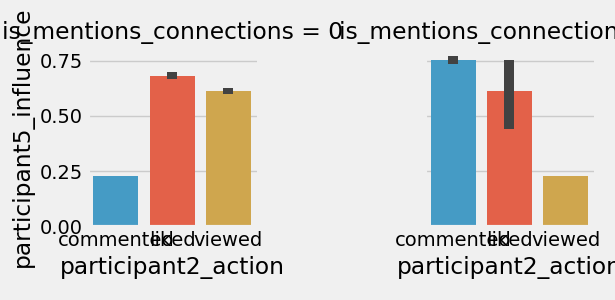 is_mentions_connections = 0
is_mentions_connection
participant5_influence
0.75
0.50
0.25
0.00
commented liked viewed
commented liked viewed
participant2_action
participant2_action